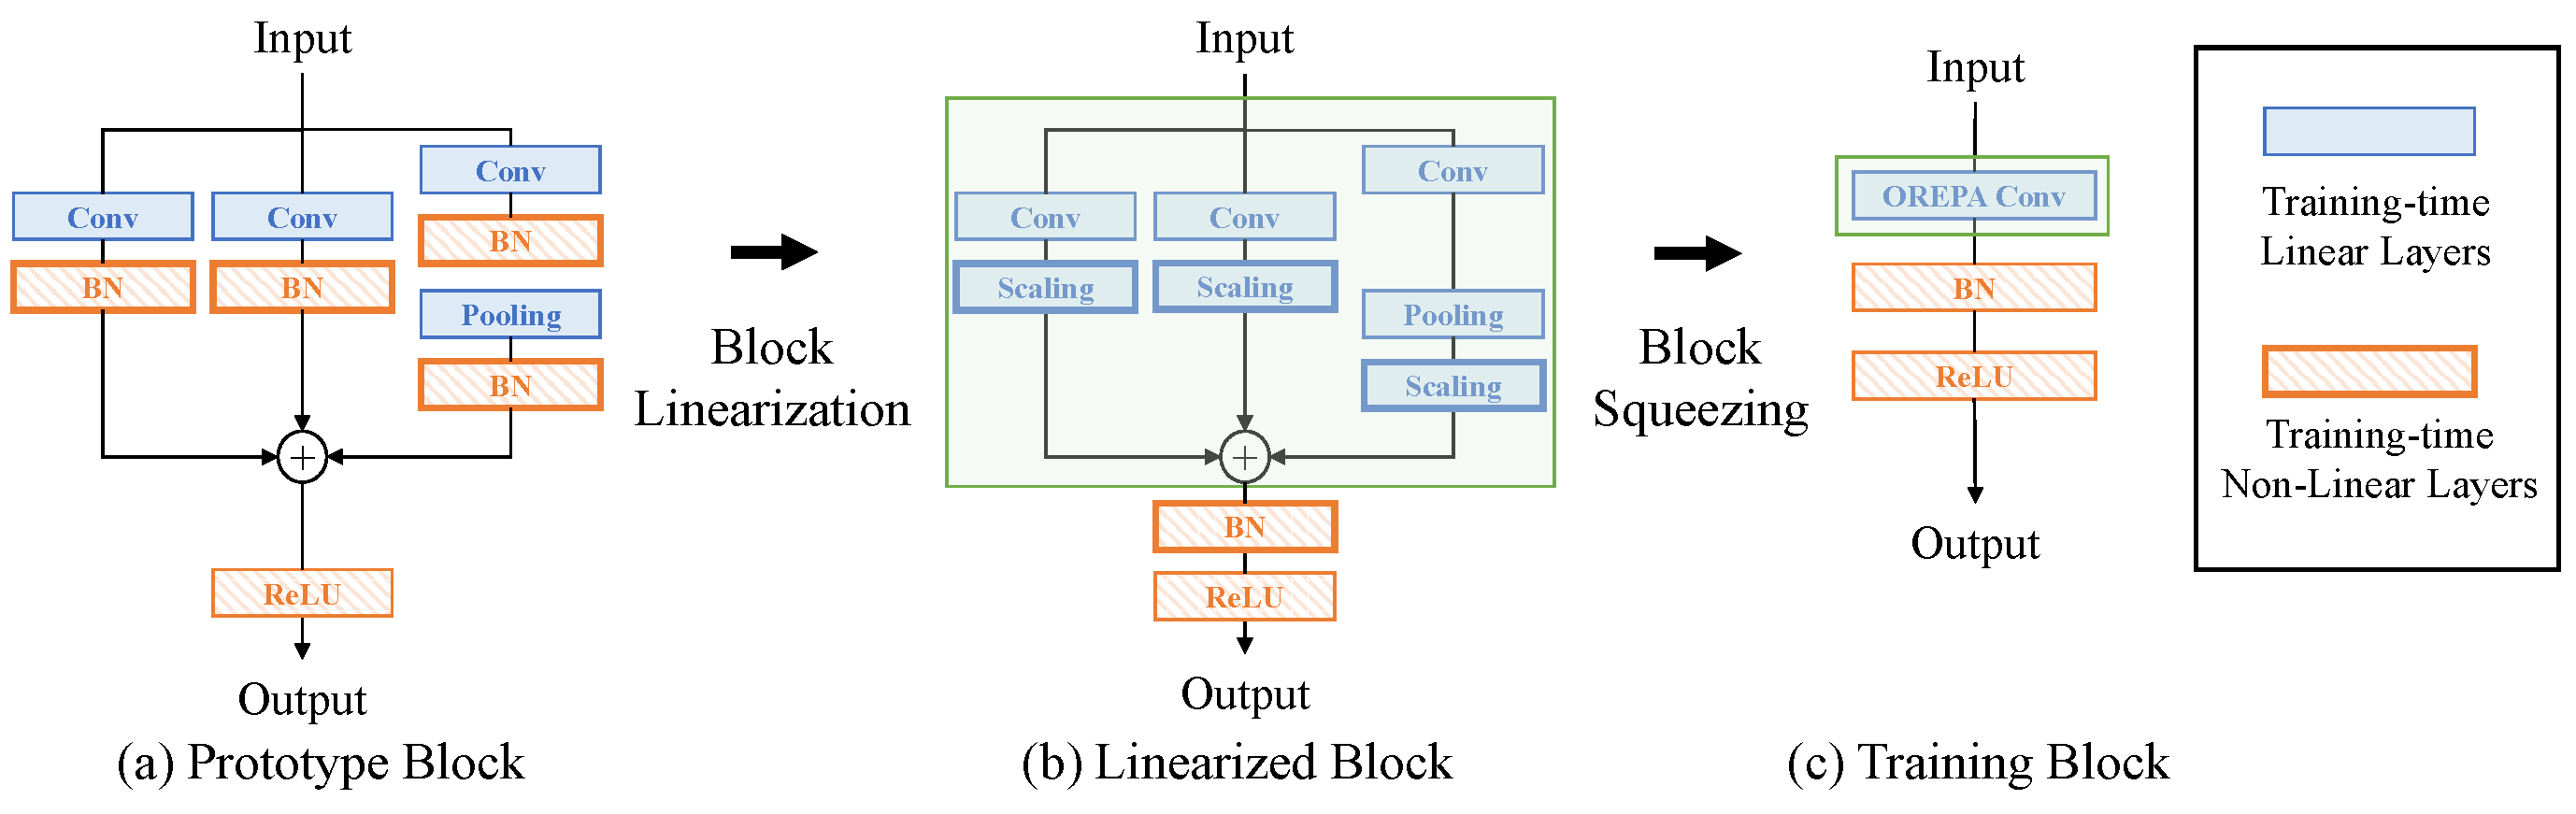 Input
Conv
BN
Conv
BN
Conv
BN
Pooling
BN
+
ReLU
Output
(a) Prototype Block
Block
Linearization
Input
Conv
Scaling
Conv
Scaling
Conv
Pooling
Scaling
+
BN
ReLU
Output
(b) Linearized Block
Block
Squeezing
Input
OREPA Conv
BN
ReLU
Output
(c) Training Block
Training-time
Linear Layers
Training-time
Non-Linear Layers